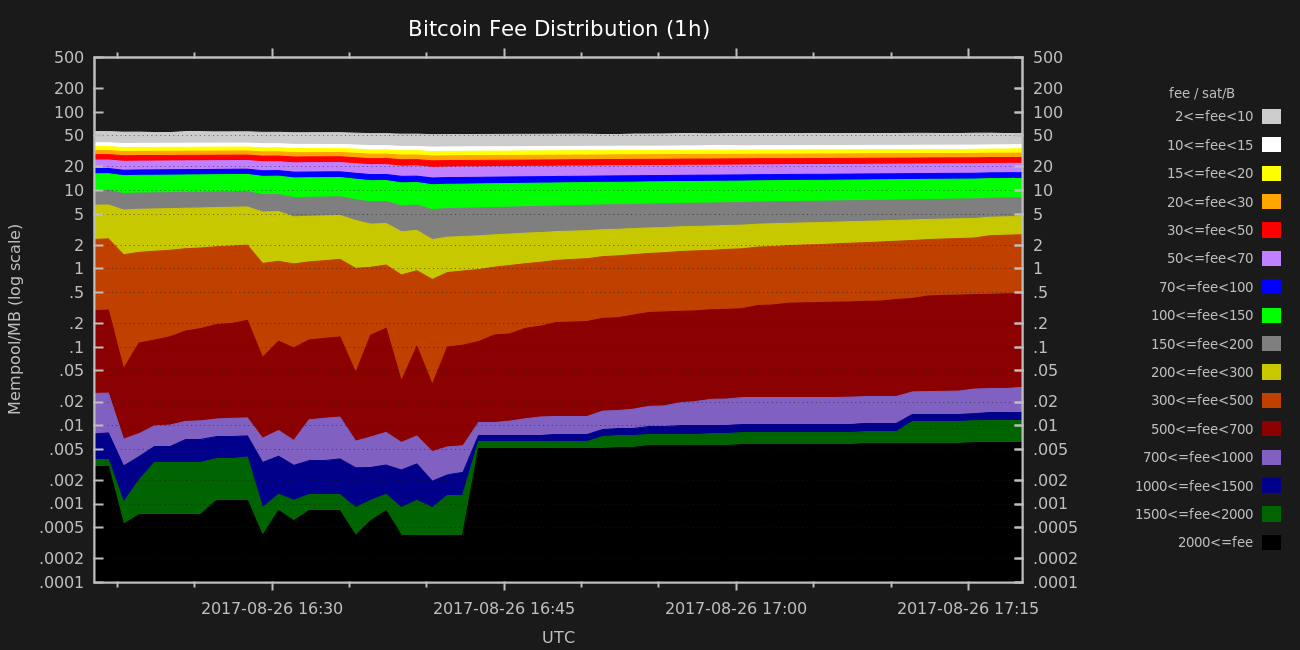 Bitcoin Fee Distribution (1h)
500
200
100
50
20
10
5
2
1
.5
.2
.1
.05
.02
.01
.005
.002
.001
.0005
.0002
.0001
Mempool/MB (log scale)
500
200
100
50
20
10
5
2
1
.5
.2
.1
.05
.02
.01
.005
.002
.001
.0005
.0002
.0001
2017-08-26 16:30 2017-08-26 16:45 2017-08-26 17:00 2017-08-26 17:15
UTC
fee / sat/B
2<=fee<10
10<=fee<15
15<=fee<20
20<=fee<30
30<=fee<50
50<=fee<70
70<=fee<100
100<=fee<150
150<=fee<200
200<=fee<300
300<=fee<500
500<=fee<700
700<=fee<1000
1000<=fee<1500
1500<=fee<2000
2000<=fee